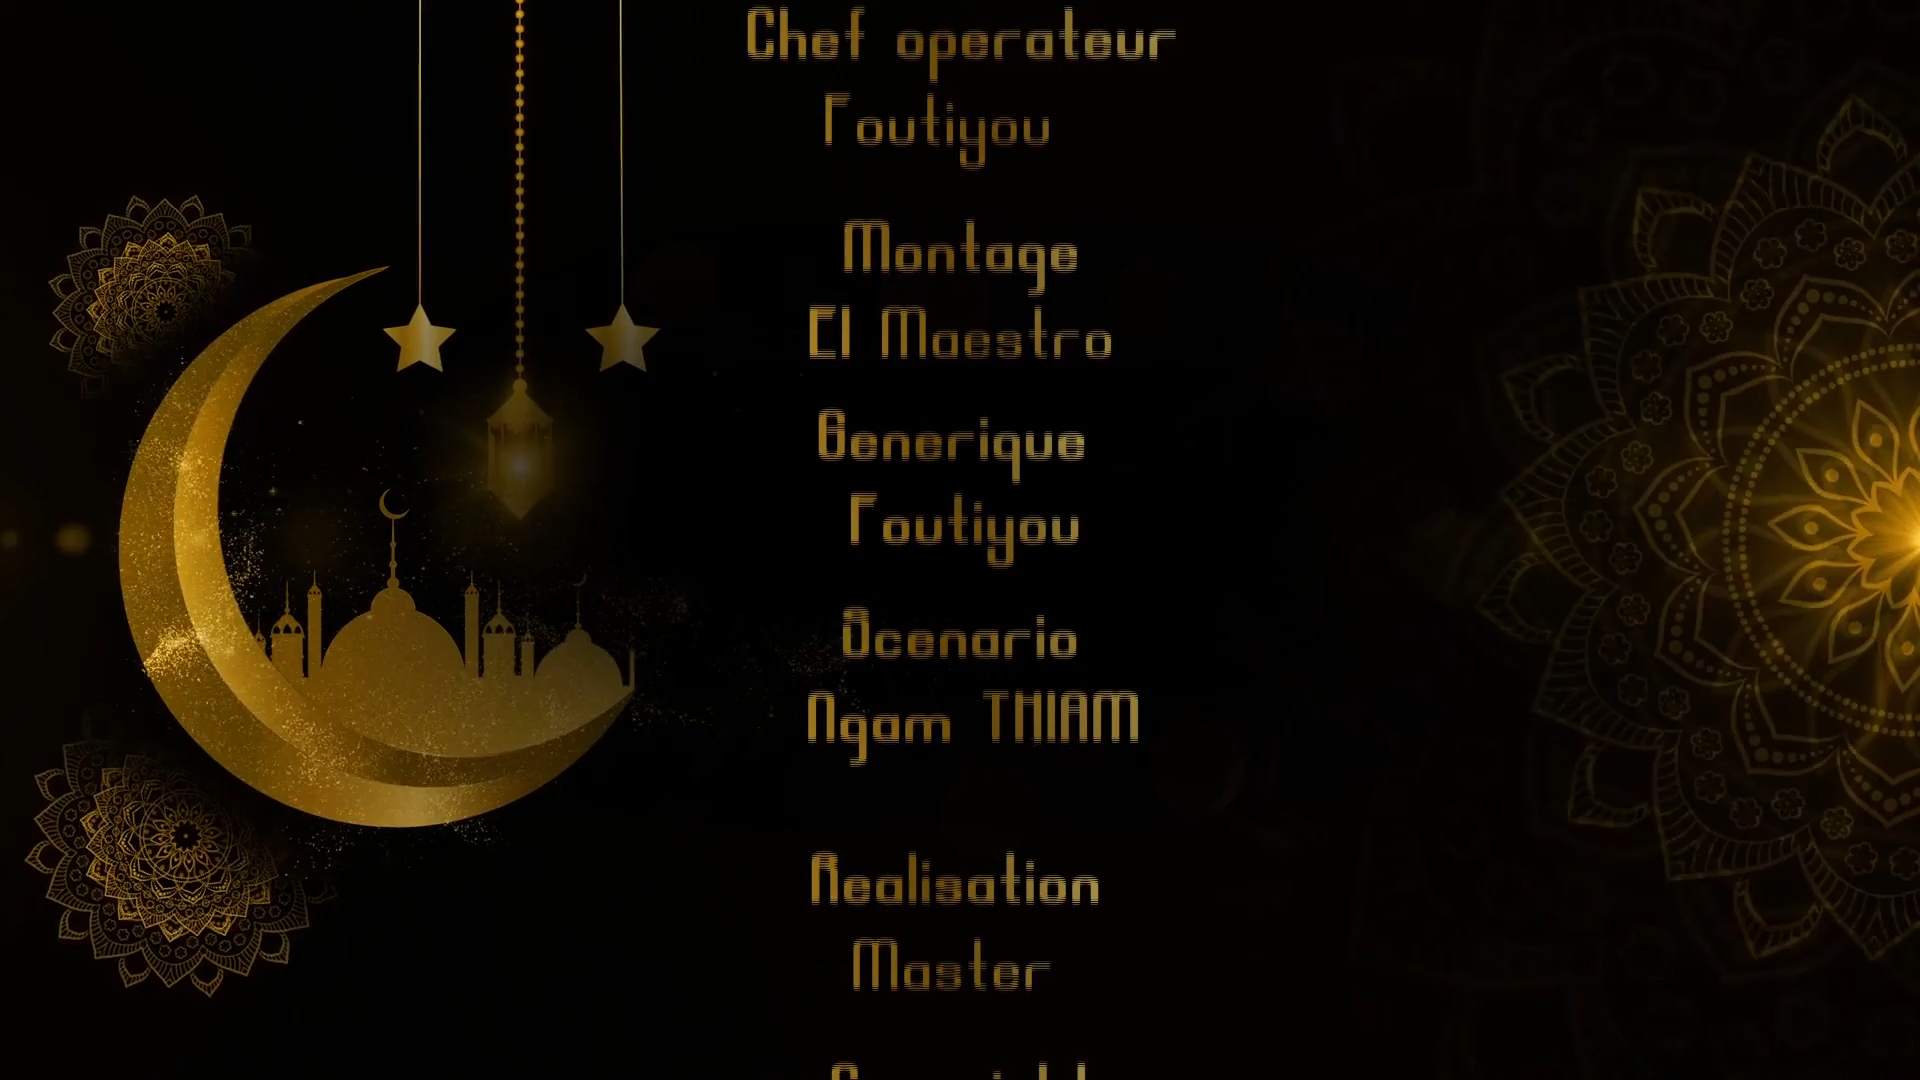 Chef operateur
Foutiyou
Montage
El Maestro
Generique
Foutiyou
Scenario
Ngam THIAM
Realisation
Master